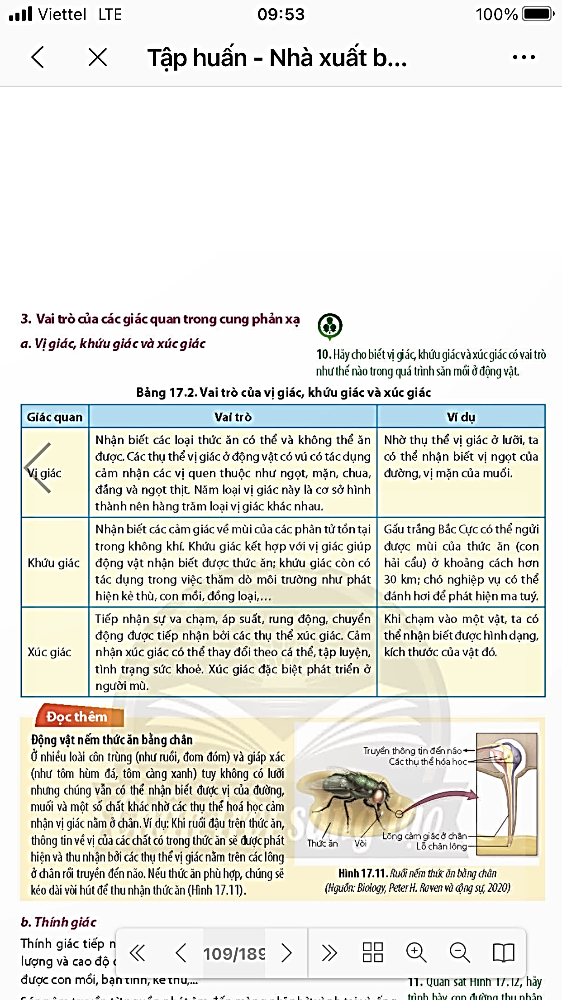 Viettel LTE 09:53 100%
Tập huấn - Nhà xuất b...
3. Vai trò của các giác quan trong cung phản xạ
a. Vị giác, khứu giác và xúc giác
10. Hãy cho biết vị giác, khứu giác và xúc giác có vai trò
như thế nào trong quá trình săn mồi ở động vật.
Bảng 17.2. Vai trò của vị giác, khứu giác và xúc giác
Giác quan Vai trò Ví dụ
Vị giác
Nhận biết các loại thức ăn có thể và không thể ăn
được. Các thụ thể vị giác ở động vật có vú có tác dụng
cảm nhận các vị quen thuộc như ngọt, mặn, chua,
đắng và ngọt thịt. Năm loại vị giác này là cơ sở hình
thành nên hàng trăm loại vị giác khác nhau.
Nhờ thụ thể vị giác ở lưỡi, ta
có thể nhận biết vị ngọt của
đường, vị mặn của muối.
Khứu giác
Nhận biết các cảm giác về mùi của các phân tử tồn tại
trong không khí. Khứu giác kết hợp với vị giác giúp
động vật nhận biết được thức ăn; khứu giác còn có
tác dụng trong việc thăm dò môi trường như phát
hiện kẻ thù, con mồi, đồng loại,...
Gấu trắng Bắc Cực có thể ngửi
được mùi của thức ăn (con
hải cẩu) ở khoảng cách hơn
30 km; chó nghiệp vụ có thể
đánh hơi để phát hiện ma tuý.
Xúc giác
Tiếp nhận sự va chạm, áp suất, rung động, chuyển
động được tiếp nhận bởi các thụ thể xúc giác. Cảm
nhận xúc giác có thể thay đổi theo cá thể, tập luyện,
tình trạng sức khoẻ. Xúc giác đặc biệt phát triển ở
người mù.
Khi chạm vào một vật, ta có
thể nhận biết được hình dạng,
kích thước của vật đó.
Đọc thêm
Động vật nếm thức ăn bằng chân
Ở nhiều loài côn trùng (như ruồi, đom đóm) và giáp xác
(như tôm hùm đá, tôm càng xanh) tuy không có lưỡi
nhưng chúng vẫn có thể nhận biết được vị của đường,
muối và một số chất khác nhờ các thụ thể hoá học cảm
nhận vị giác nằm ở chân. Ví dụ: Khi ruồi đậu trên thức ăn,
thông tin về vị của các chất có trong thức ăn sẽ được phát
hiện và thu nhận bởi các thụ thể vị giác nằm trên các lông
ở chân rồi truyền đến não. Nếu thức ăn phù hợp, chúng sẽ
kéo dài vòi hút để thu nhận thức ăn (Hình 17.11).
Truyền thông tin đến não
Các thụ thể hóa học
Lông cảm giác ở chân
Thức ăn Vòi Lỗ chân lông
Hình 17.11. Ruồi nếm thức ăn bằng chân
(Nguồn: Biology, Peter H. Raven và cộng sự, 2020)
b. Thính giác
Thính giác tiếp
lượng và cao độ
được con mồi, bạn tình, kẻ thù,...
109/189
11. Quan sát Hình 17.12, hãy
trình bày con đường thu nhận